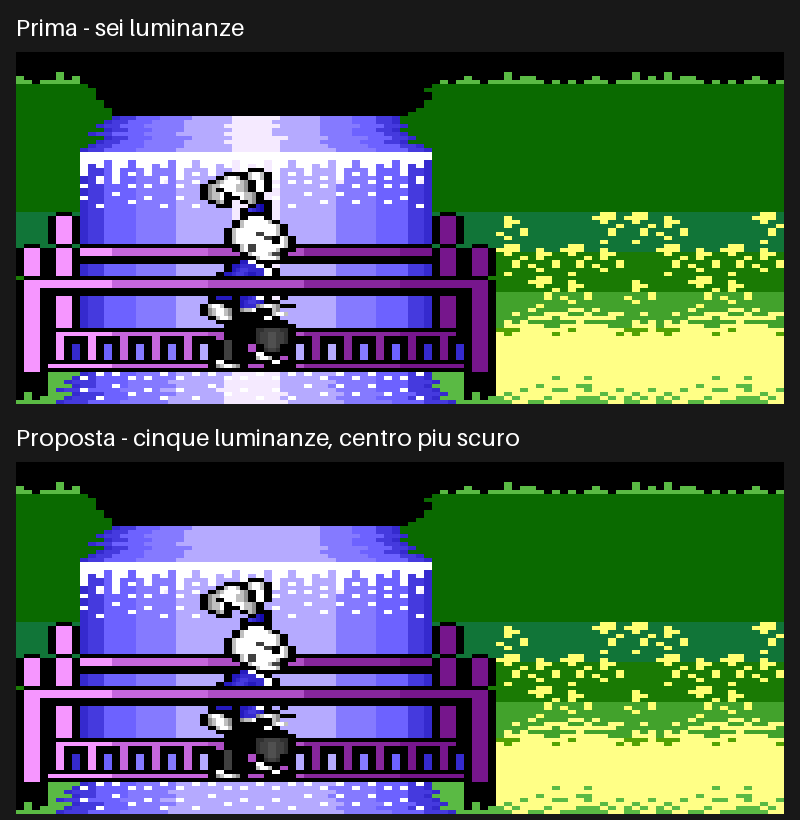 Prima - sei luminanze
Proposta - cinque luminanze, centro piu scuro